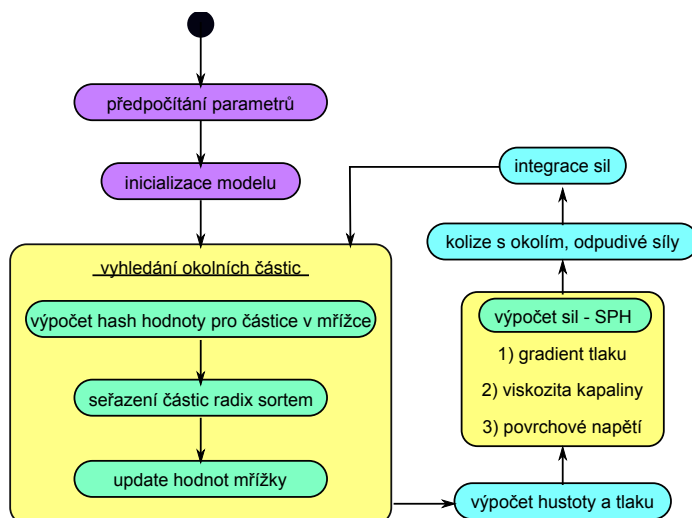 předpočítání parametrů
inicializace modelu
vyhledání okolních částic
výpočet hash hodnoty pro částice v mřížce
seřazení částic radix sortem
update hodnot mřížky
výpočet hustoty a tlaku
výpočet sil - SPH
1) gradient tlaku
2) viskozita kapaliny
3) povrchové napětí
kolize s okolím, odpudivé síly
integrace sil